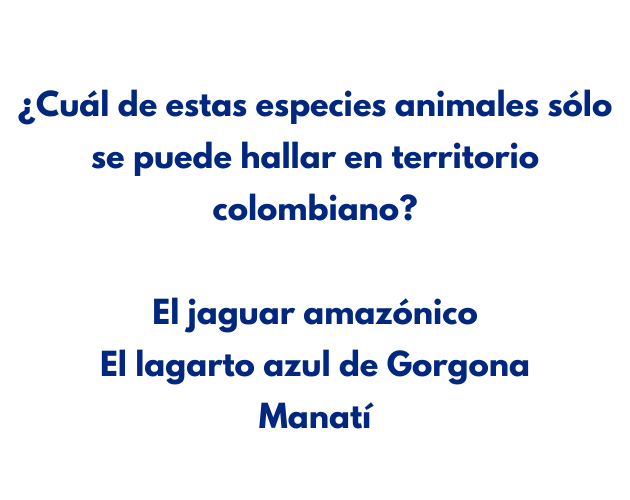 ¿Cuál de estas especies animales sólo
se puede hallar en territorio
colombiano?
El jaguar amazónico
El lagarto azul de Gorgona
Manatí